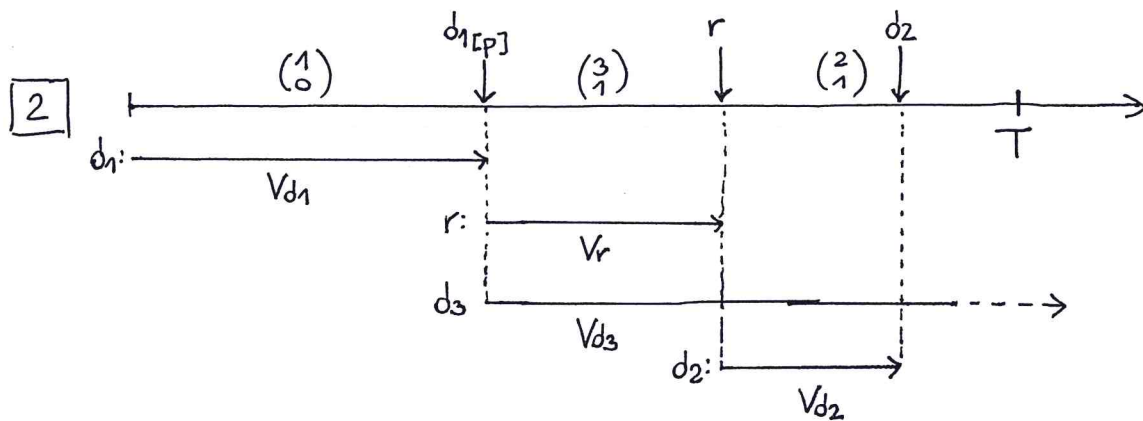 d1[p] r d2
(1 0) (3 1) (2 1)
2
T
d1:
Vd1
r:
Vr
d3
Vd3
d2:
Vd2